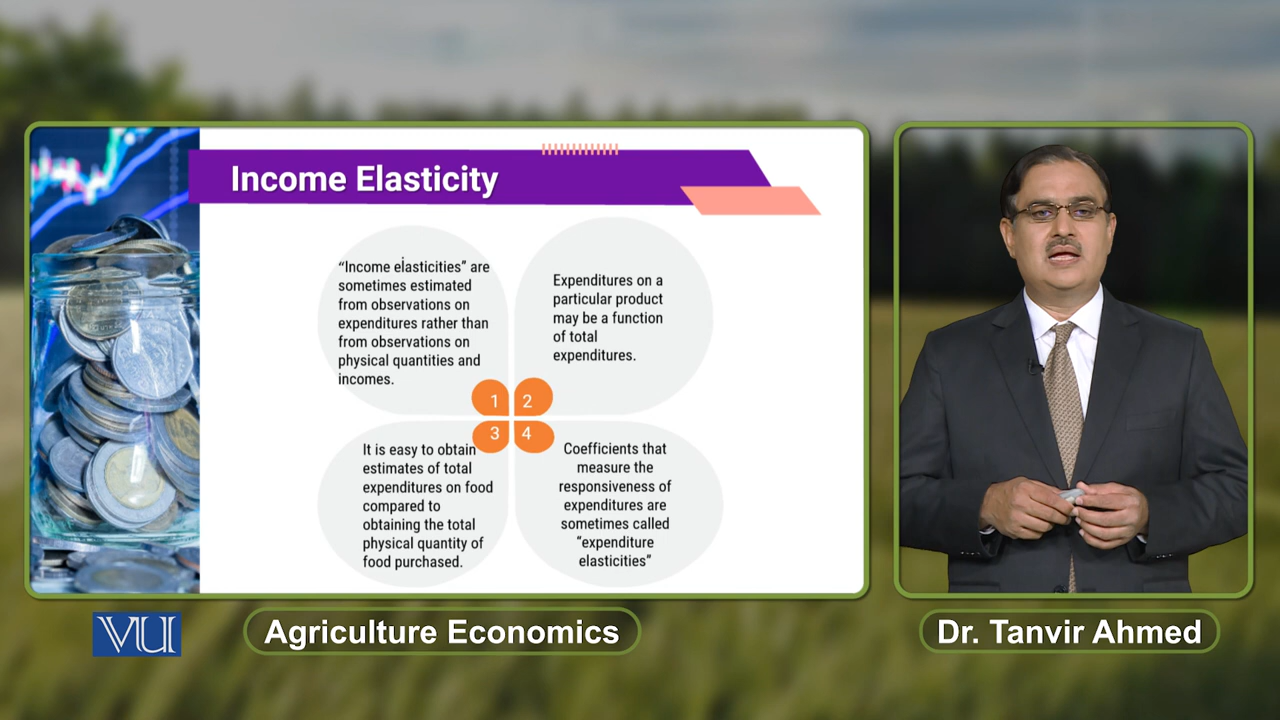 Income Elasticity
“Income elasticities” are
sometimes estimated
from observations on
expenditures rather than
from observations on
physical quantities and
incomes.
Expenditures on a
particular product
may be a function
of total
expenditures.
1
2
3
4
It is easy to obtain
estimates of total
expenditures on food
compared to
obtaining the total
physical quantity of
food purchased.
Coefficients that
measure the
responsiveness of
expenditures are
sometimes called
“expenditure
elasticities”
VU
Agriculture Economics
Dr. Tanvir Ahmed